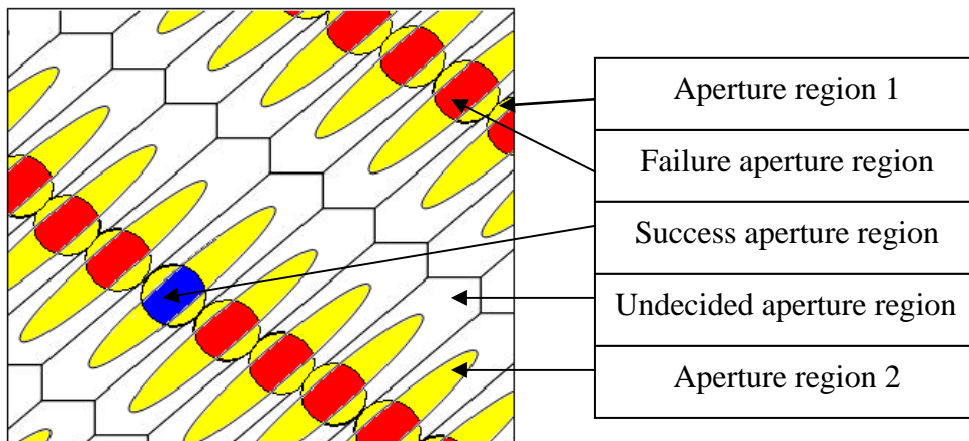 Aperture region 1
Failure aperture region
Success aperture region
Undecided aperture region
Aperture region 2